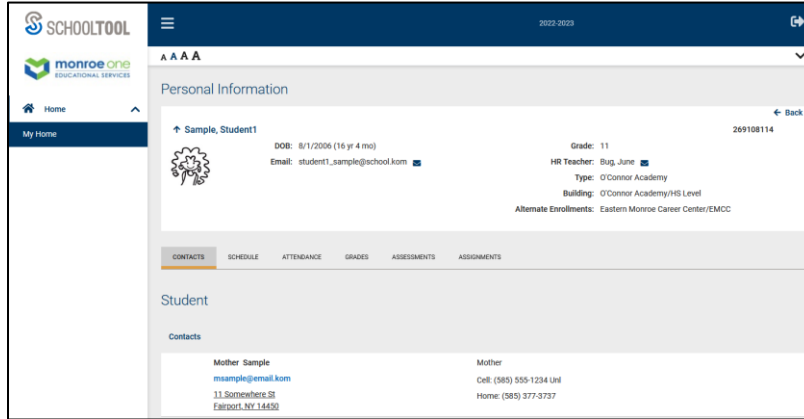 SCHOOLTOOL
2022-2023
monroe one
EDUCATIONAL SERVICES
A A A A
Home
My Home
Personal Information
← Back
↑ Sample, Student1
269108114
DOB: 8/1/2006 (16 yr 4 mo)
Grade: 11
Email: student1_sample@school.kom
HR Teacher: Bug, June
Type: O'Connor Academy
Building: O'Connor Academy/HS Level
Alternate Enrollments: Eastern Monroe Career Center/EMCC
CONTACTS SCHEDULE ATTENDANCE GRADES ASSESSMENTS ASSIGNMENTS
Student
Contacts
Mother Sample
Mother
msample@email.kom
Cell: (585) 555-1234 Unl
11 Somewhere St
Home: (585) 377-3737
Fairport, NY 14450